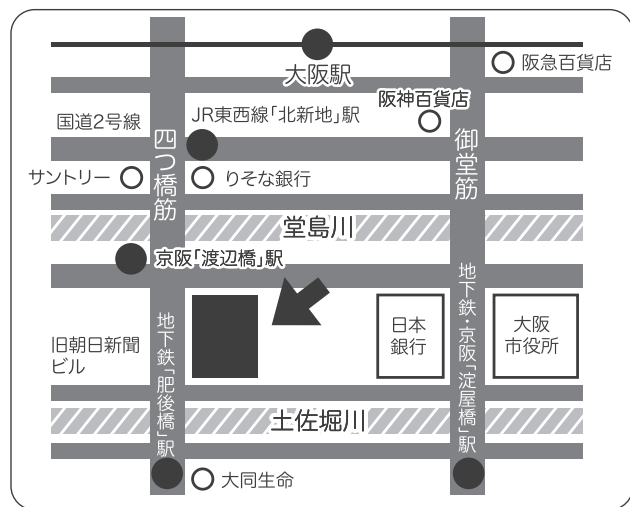 阪急百貨店
大阪駅
阪神百貨店
国道2号線
JR東西線「北新地」駅
四つ橋筋
御堂筋
サントリー
りそな銀行
堂島川
京阪「渡辺橋」駅
地下鉄・京阪「淀屋橋」駅
地下鉄「肥後橋」駅
旧朝日新聞
ビル
日本
銀行
大阪
市役所
土佐堀川
大同生命